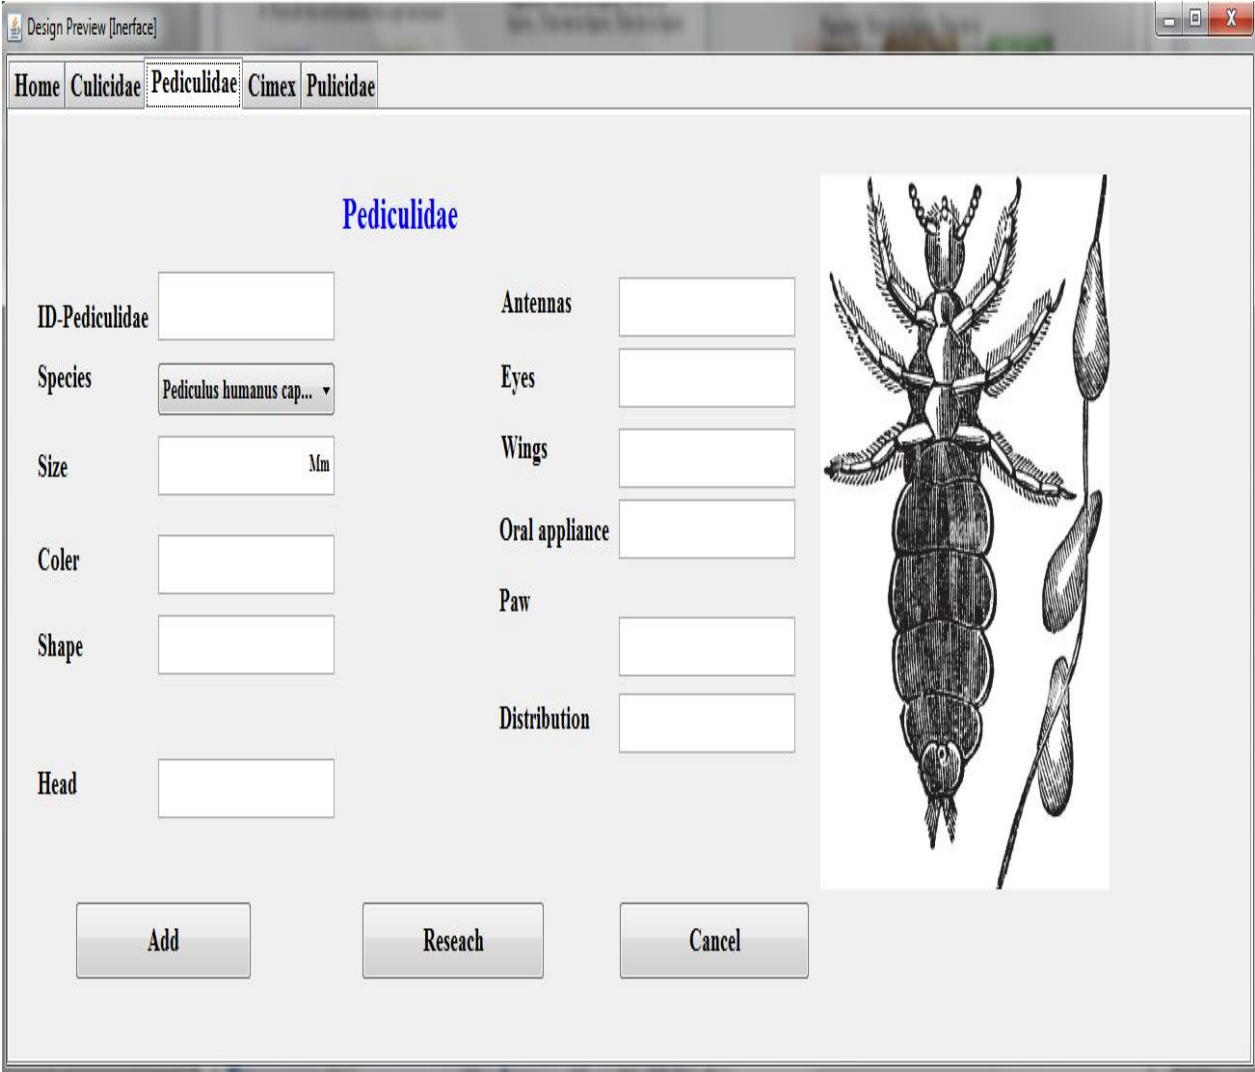 Design Preview [Inerface]
Home Culicidae Pediculidae Cimex Pulicidae
Pediculidae
ID-Pediculidae
Species
Pediculus humanus cap...
Size
Mm
Coler
Shape
Head
Antennas
Eyes
Wings
Oral appliance
Paw
Distribution
Add Reseach Cancel